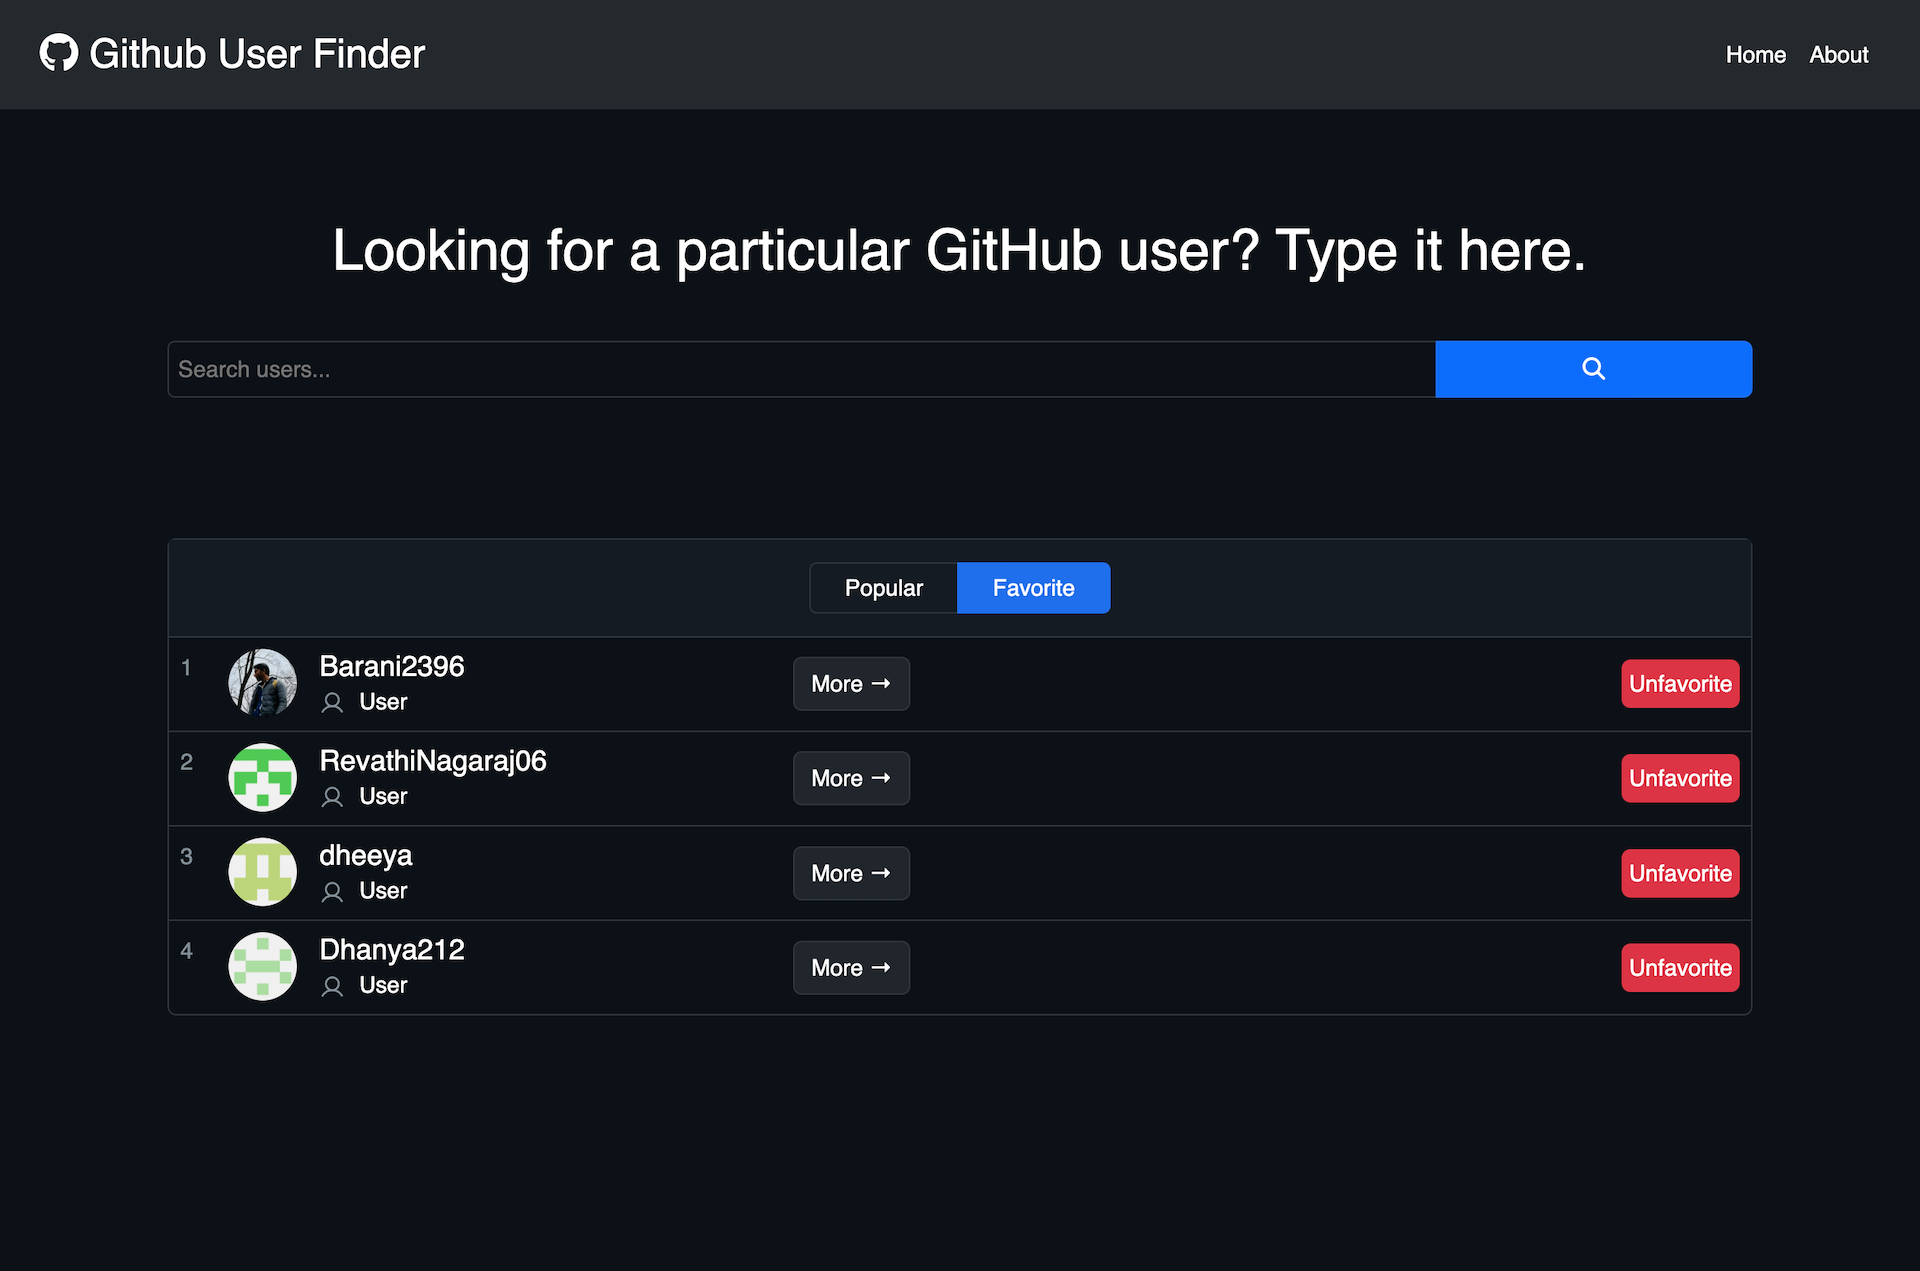 Github User Finder
Home About
Looking for a particular GitHub user? Type it here.
Search users...
Popular Favorite
1 Barani2396
User
More → Unfavorite
2 RevathiNagaraj06
User
More → Unfavorite
3 dheeya
User
More → Unfavorite
4 Dhanya212
User
More → Unfavorite